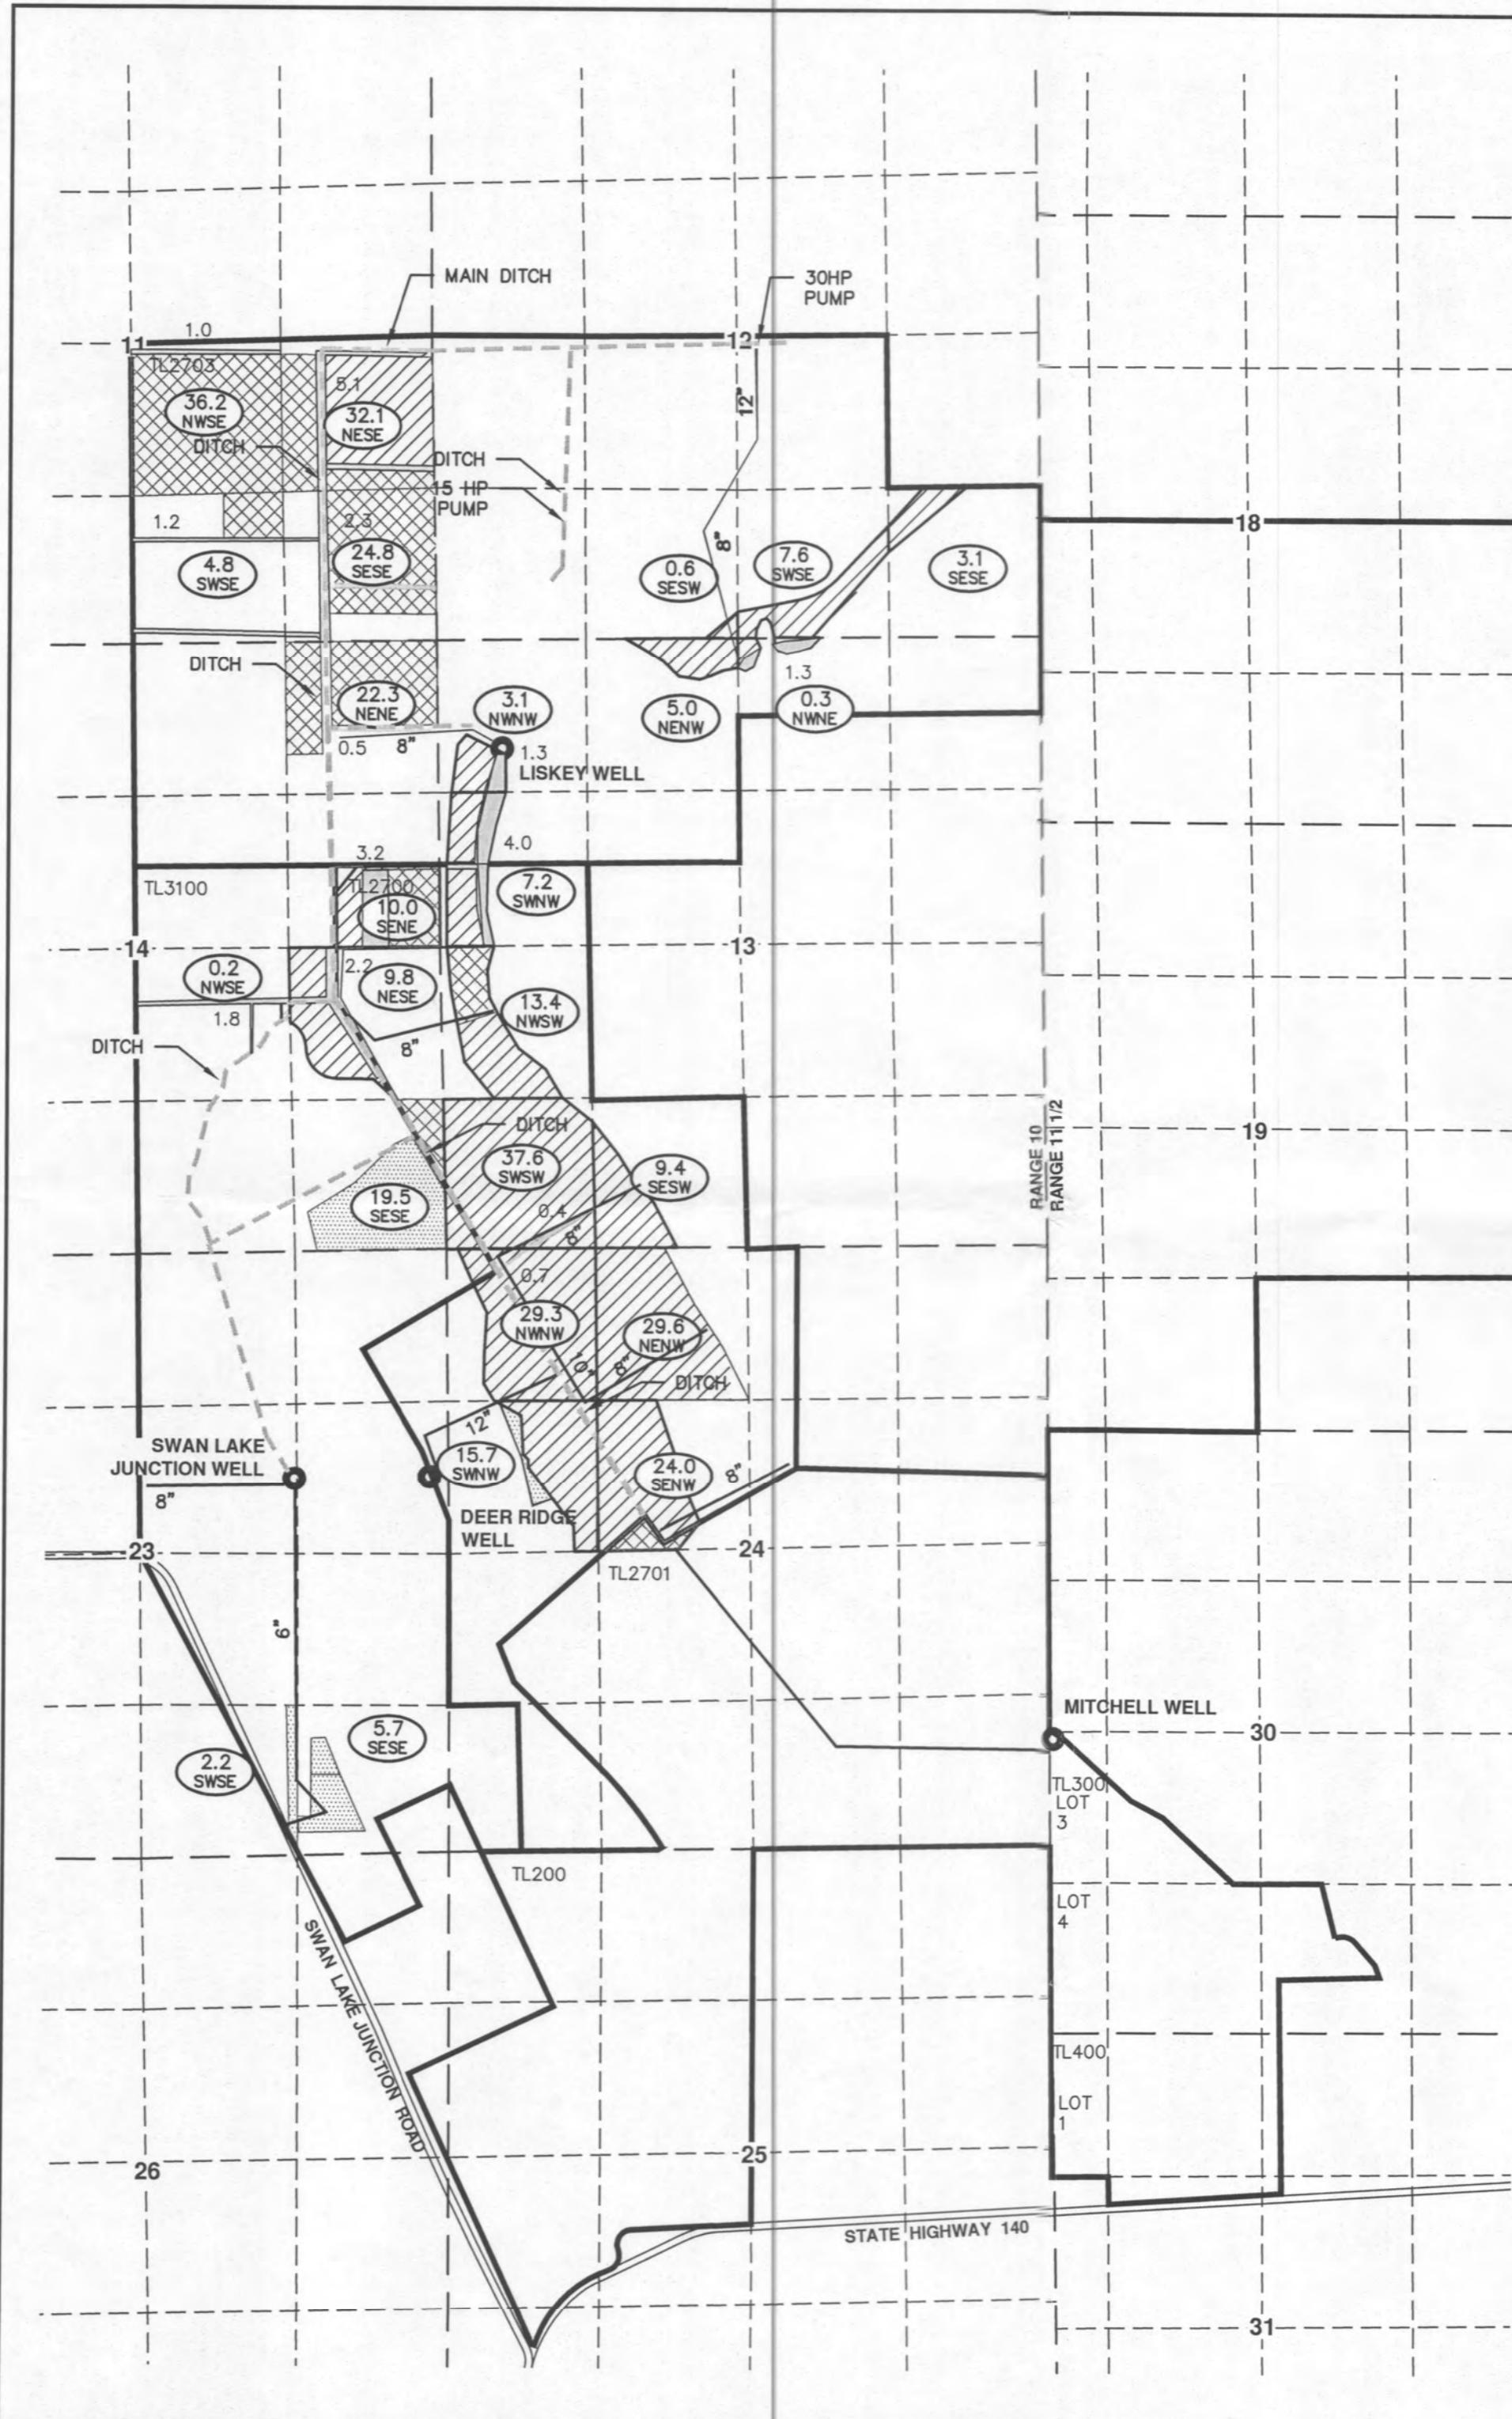 MAIN DITCH
30HP
PUMP
1.0
11
12
TL2703
5.1
36.2
NWSE
32.1
NESE
12"
DITCH
DITCH
15 HP
PUMP
1.2
2.3
18
8"
24.8
SESE
4.8
SWSE
0.6
SESW
7.6
SWSE
3.1
SESE
DITCH
1.3
22.3
NENE
3.1
NWNW
5.0
NENW
0.3
NWNE
0.5
8"
1.3
LISKEY WELL
3.2
4.0
TL3100
TL2700
7.2
SWNW
10.0
SENE
14
13
2.2
0.2
NWSE
9.8
NESE
13.4
NWSW
1.8
DITCH
8"
DITCH
RANGE 10
RANGE 11 1/2
19
37.6
SWSW
9.4
SESW
19.5
SESE
0.4
8"
0.7
29.3
NWNW
29.6
NENW
10"
8"
DITCH
12"
SWAN LAKE
JUNCTION WELL
15.7
SWNW
24.0
SENW
8"
8"
DEER RIDGE
WELL
23
24
TL2701
6"
MITCHELL WELL
30
5.7
SESE
2.2
SWSE
TL300
LOT
3
TL200
LOT
4
SWAN LAKE JUNCTION ROAD
TL400
LOT
1
26
25
STATE HIGHWAY 140
31